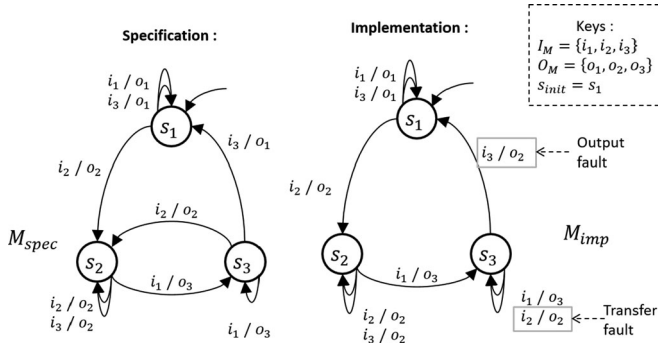 Specification :
Implementation :
Keys :
I_M = {i_1, i_2, i_3}
O_M = {o_1, o_2, o_3}
s_init = s_1
i_1 / o_1
i_3 / o_1
s_1
i_3 / o_1
i_2 / o_2
i_2 / o_2
M_spec
s_2
s_3
i_1 / o_3
i_2 / o_2
i_3 / o_2
i_1 / o_3
i_1 / o_1
i_3 / o_1
s_1
i_3 / o_2
Output
fault
i_2 / o_2
M_imp
s_2
s_3
i_1 / o_3
i_2 / o_2
i_3 / o_2
i_1 / o_3
i_2 / o_2
Transfer
fault